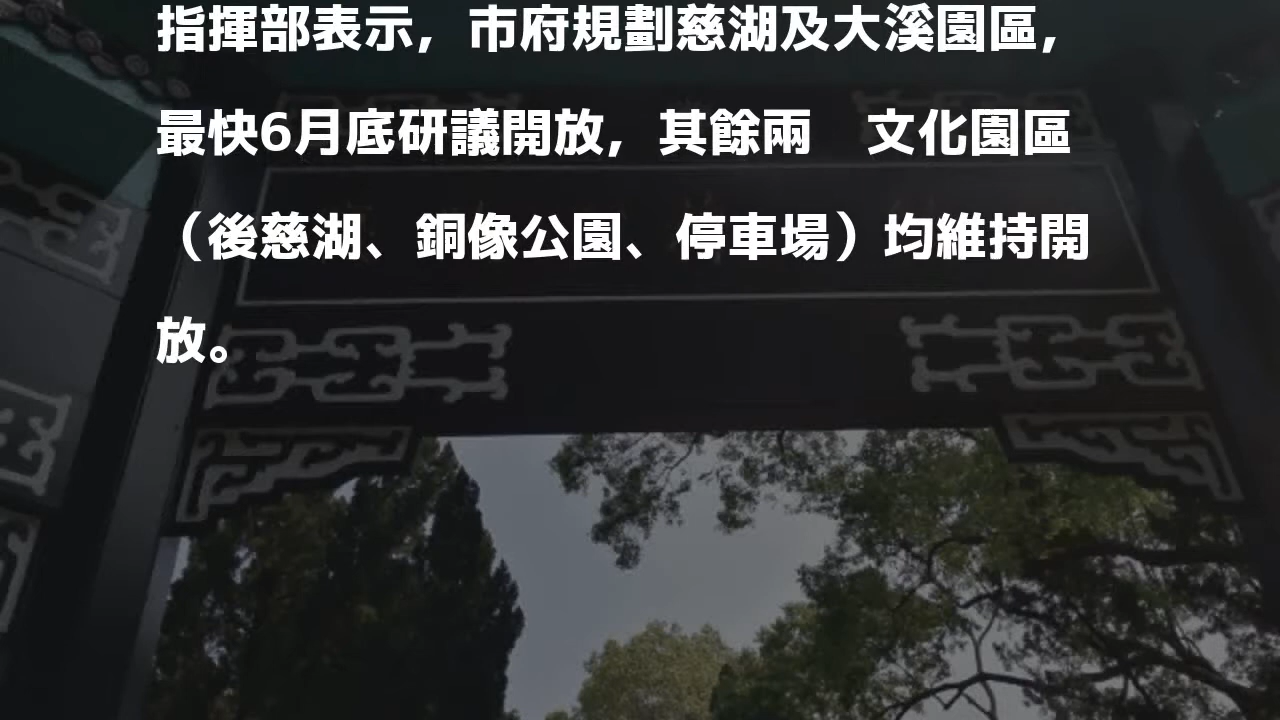 指揮部表示，市府規劃慈湖及大溪園區，
最快6月底研議開放，其餘兩　文化園區
（後慈湖、銅像公園、停車場）均維持開
放。